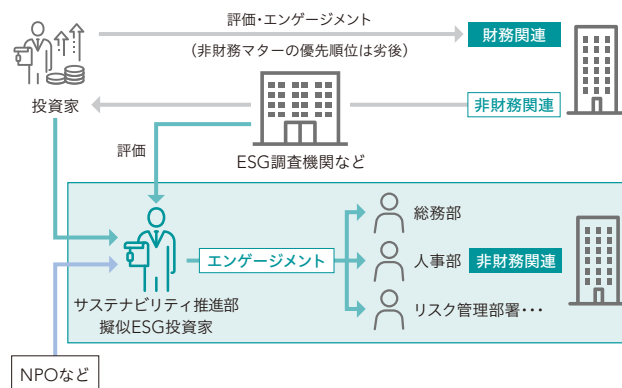 評価・エンゲージメント
財務関連
(非財務マターの優先順位は劣後)
投資家
非財務関連
ESG調査機関など
評価
総務部
エンゲージメント
人事部
非財務関連
サステナビリティ推進部
擬似ESG投資家
リスク管理部署・・・
NPOなど